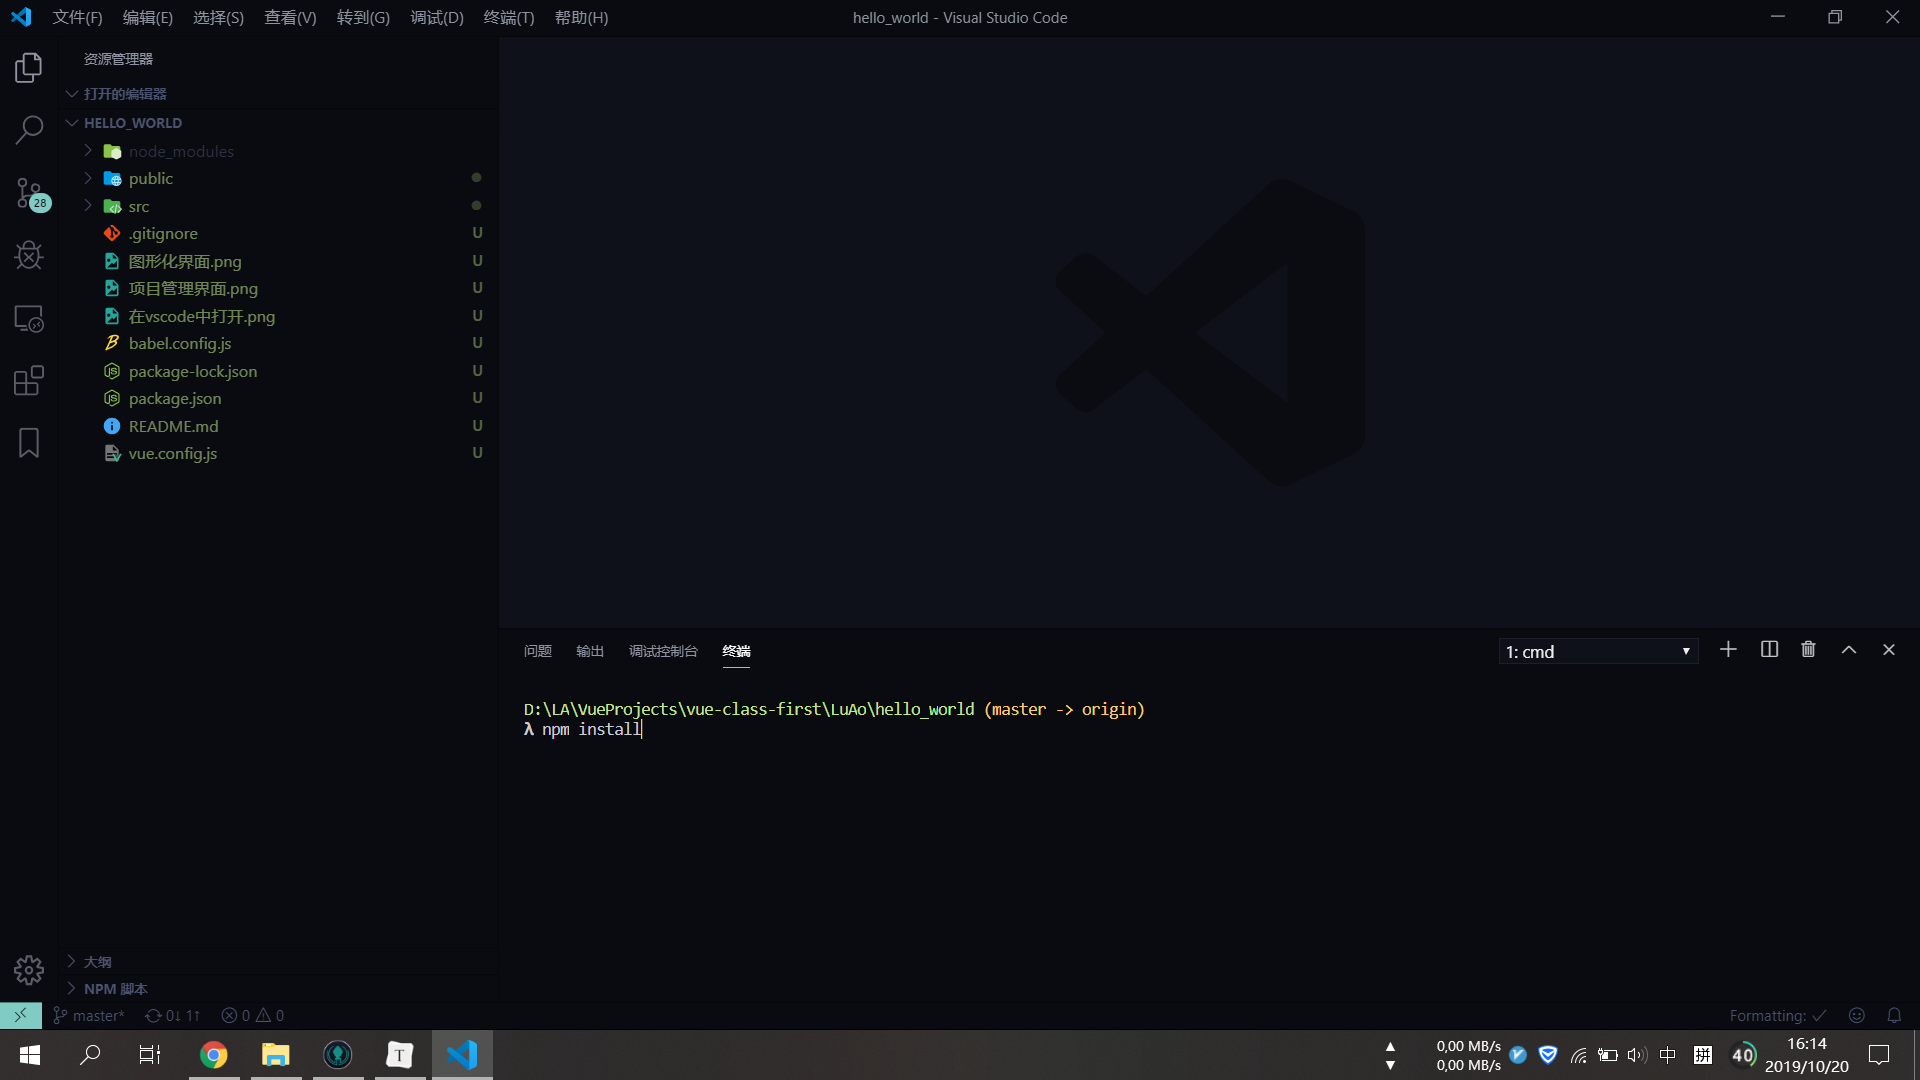 文件(F) 编辑(E) 选择(S) 查看(V) 转到(G) 调试(D) 终端(T) 帮助(H) hello_world - Visual Studio Code
资源管理器
打开的编辑器
HELLO_WORLD
node_modules
public
src
.gitignore U
图形化界面.png U
项目管理界面.png U
在vscode中打开.png U
babel.config.js U
package-lock.json U
package.json U
README.md U
vue.config.js U
28
大纲
NPM 脚本
问题 输出 调试控制台 终端 1: cmd
D:\LA\VueProjects\vue-class-first\LuAo\hello_world (master -> origin)
λ npm install
master* 0↓ 1↑ 0 0 Formatting: ✓
0,00 MB/s
0,00 MB/s
中 拼 40
16:14
2019/10/20